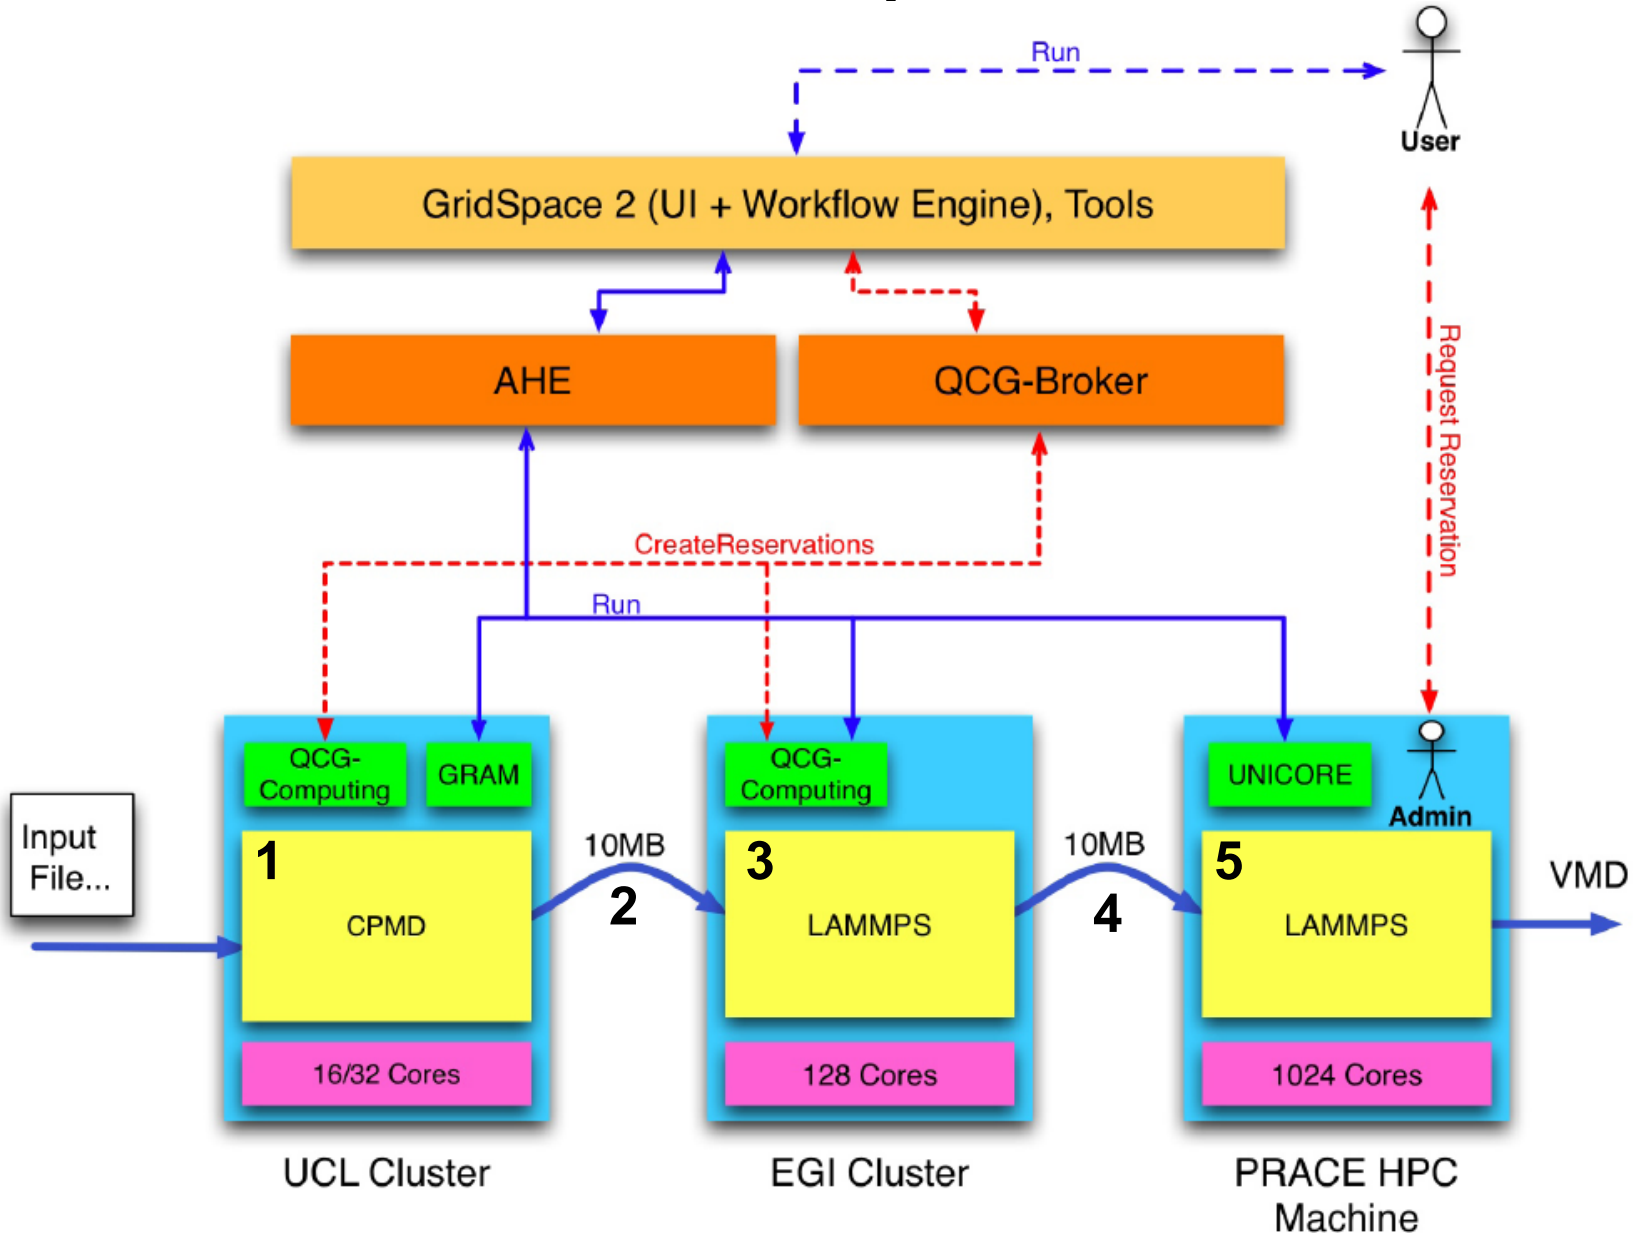 Run
User
GridSpace 2 (UI + Workflow Engine), Tools
Request Reservation
AHE
QCG-Broker
CreateReservations
Run
QCG-
Computing
GRAM
QCG-
Computing
UNICORE
Admin
Input
File...
1
CPMD
10MB
2
3
LAMMPS
10MB
4
5
LAMMPS
VMD
16/32 Cores
128 Cores
1024 Cores
UCL Cluster
EGI Cluster
PRACE HPC
Machine